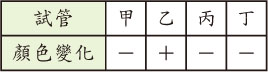 試管 甲 乙 丙 丁
顏色變化 － ＋ － －